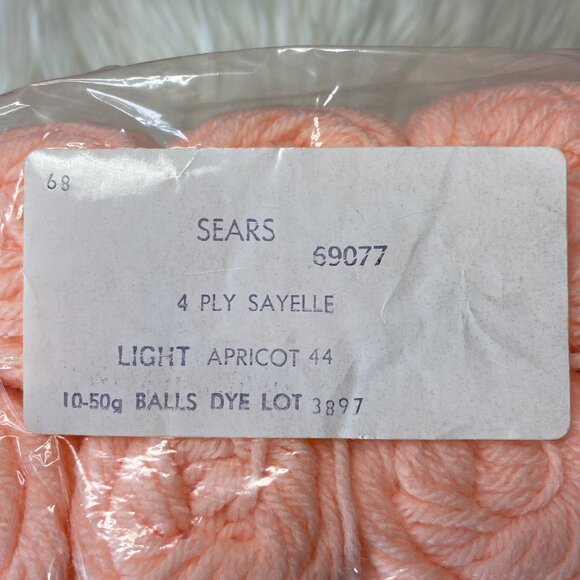 68
SEARS
69077
4 PLY SAYELLE
LIGHT APRICOT 44
10-50g BALLS DYE LOT 3897